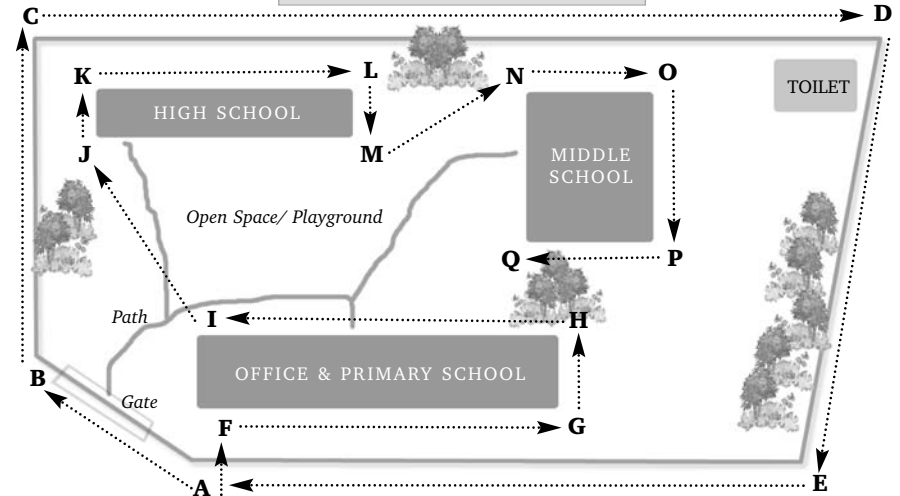 C D
K L N O
TOILET
HIGH SCHOOL
J M
MIDDLE
SCHOOL
Open Space/ Playground
Q P
Path I H
B OFFICE & PRIMARY SCHOOL
Gate
F G
A E